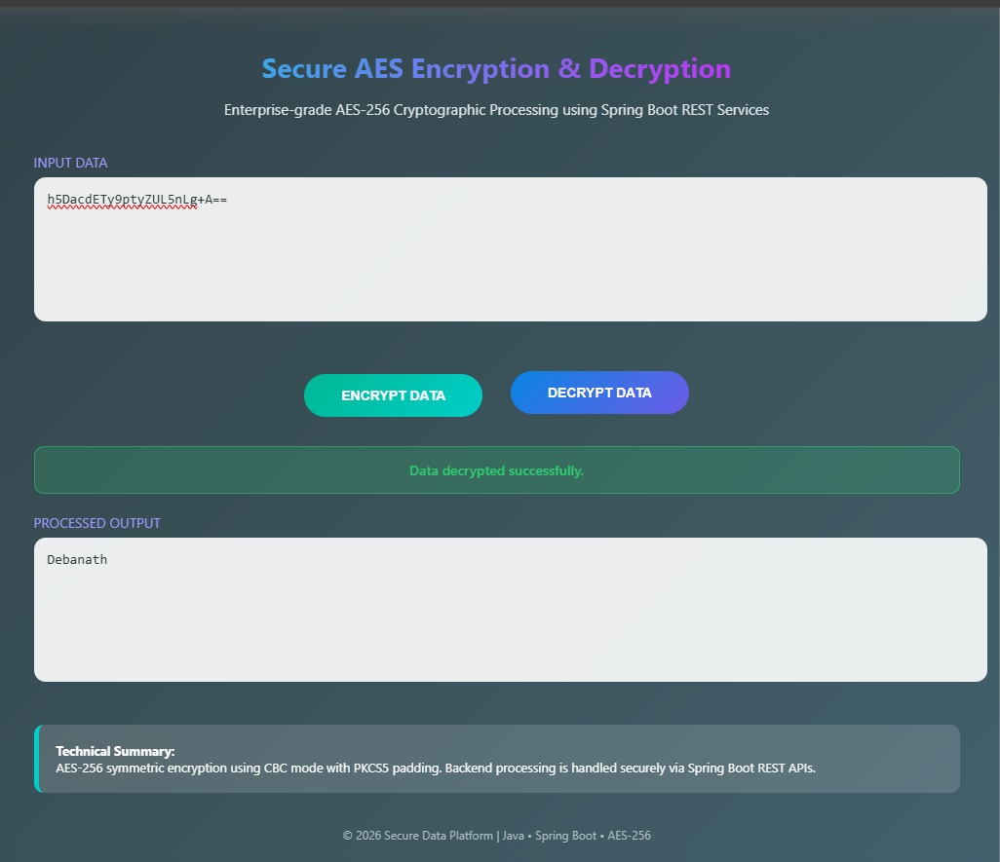 Secure AES Encryption & Decryption
Enterprise-grade AES-256 Cryptographic Processing using Spring Boot REST Services
INPUT DATA
h5DacdETy9ptyZUL5nLg+A==
ENCRYPT DATA
DECRYPT DATA
Data decrypted successfully.
PROCESSED OUTPUT
Debanath
Technical Summary:
AES-256 symmetric encryption using CBC mode with PKCS5 padding. Backend processing is handled securely via Spring Boot REST APIs.
© 2026 Secure Data Platform | Java • Spring Boot • AES-256